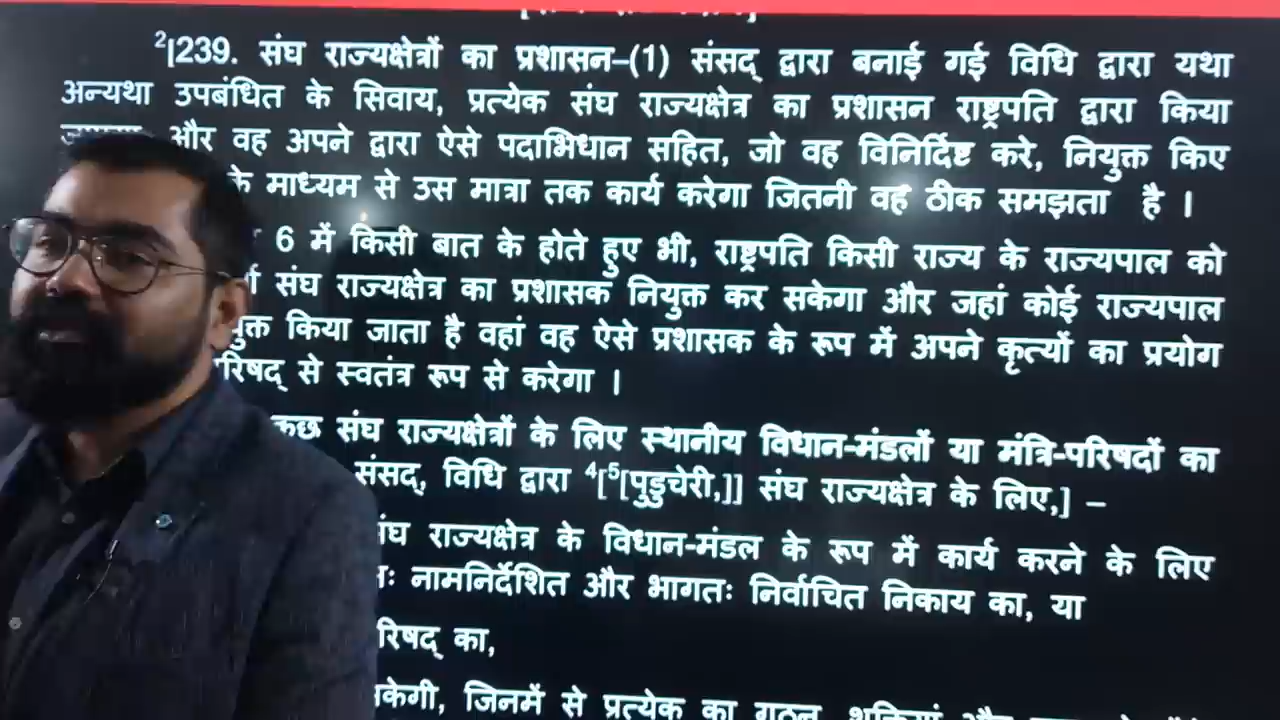 ²[239. संघ राज्यक्षेत्रों का प्रशासन–(1) संसद् द्वारा बनाई गई विधि द्वारा यथा
अन्यथा उपबंधित के सिवाय, प्रत्येक संघ राज्यक्षेत्र का प्रशासन राष्ट्रपति द्वारा किया
और वह अपने द्वारा ऐसे पदाभिधान सहित, जो वह विनिर्दिष्ट करे, नियुक्त किए
के माध्यम से उस मात्रा तक कार्य करेगा जितनी वह ठीक समझता है ।
6 में किसी बात के होते हुए भी, राष्ट्रपति किसी राज्य के राज्यपाल को
संघ राज्यक्षेत्र का प्रशासक नियुक्त कर सकेगा और जहां कोई राज्यपाल
किया जाता है वहां वह ऐसे प्रशासक के रूप में अपने कृत्यों का प्रयोग
से स्वतंत्र रूप से करेगा ।
कुछ संघ राज्यक्षेत्रों के लिए स्थानीय विधान-मंडलों या मंत्रि-परिषदों का
संसद्, विधि द्वारा ⁴[⁵[पुडुचेरी,]] संघ राज्यक्षेत्र के लिए,] –
संघ राज्यक्षेत्र के विधान-मंडल के रूप में कार्य करने के लिए
नामनिर्देशित और भागतः निर्वाचित निकाय का, या
का,
जिनमें से प्रत्येक का गठन, शक्तियां और